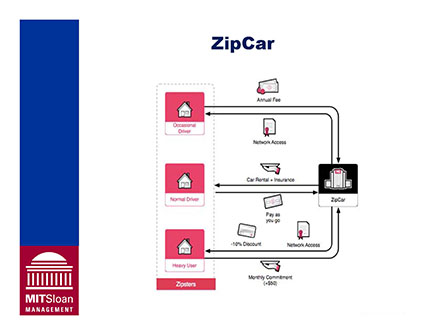 ZipCar
Annual Fee
Occasional
Driver
Network Access
Car Rental + Insurance
Normal Driver
ZipCar
Pay as
you go
-10% Discount
Network Access
Heavy User
Monthly Commitment
(+$50)
Zipsters
MITSloan
MANAGEMENT